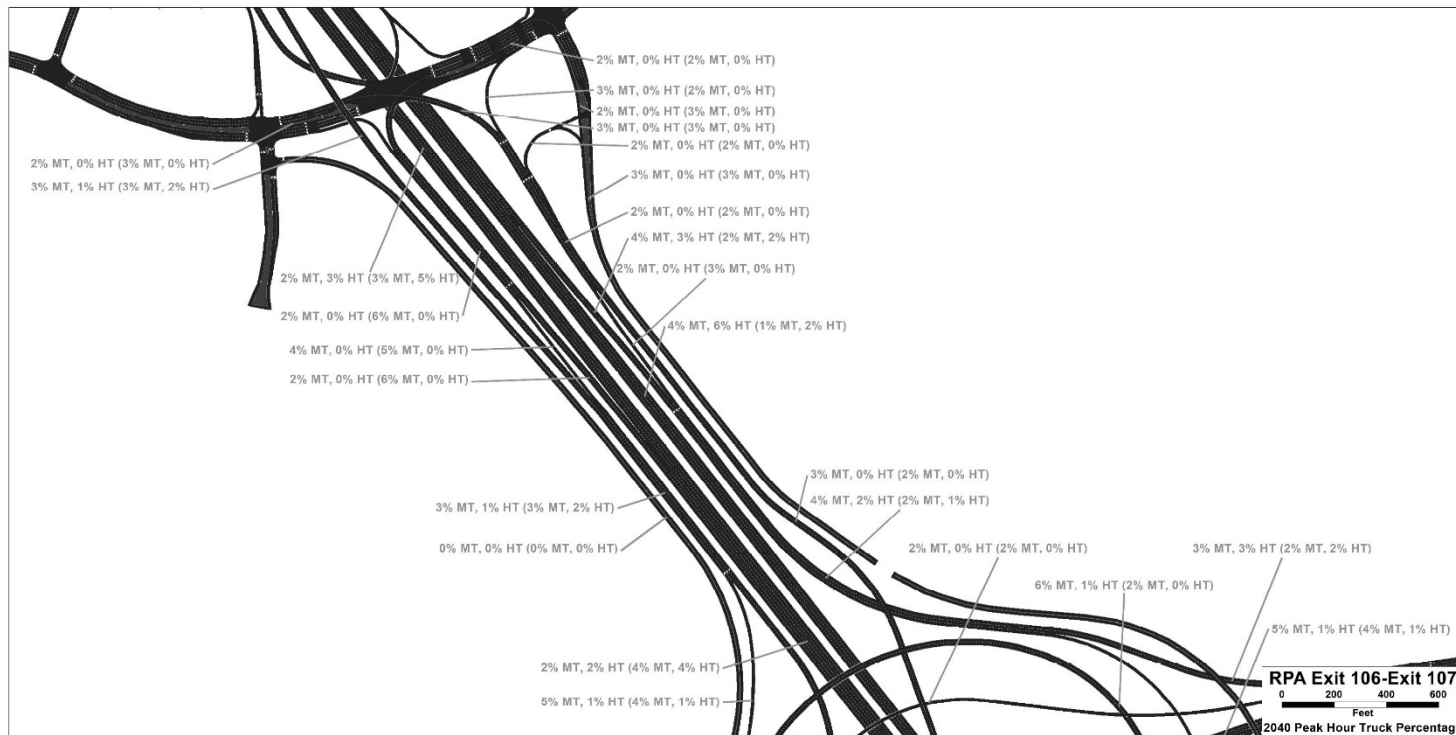 2% MT, 0% HT (2% MT, 0% HT)
3% MT, 0% HT (2% MT, 0% HT)
2% MT, 0% HT (3% MT, 0% HT)
3% MT, 0% HT (3% MT, 0% HT)
2% MT, 0% HT (2% MT, 0% HT)
2% MT, 0% HT (3% MT, 0% HT)
3% MT, 1% HT (3% MT, 2% HT)
3% MT, 0% HT (3% MT, 0% HT)
2% MT, 0% HT (2% MT, 0% HT)
4% MT, 3% HT (2% MT, 2% HT)
2% MT, 0% HT (3% MT, 0% HT)
2% MT, 3% HT (3% MT, 5% HT)
2% MT, 0% HT (6% MT, 0% HT)
4% MT, 6% HT (1% MT, 2% HT)
4% MT, 0% HT (5% MT, 0% HT)
2% MT, 0% HT (6% MT, 0% HT)
3% MT, 0% HT (2% MT, 0% HT)
4% MT, 2% HT (2% MT, 1% HT)
3% MT, 1% HT (3% MT, 2% HT)
0% MT, 0% HT (0% MT, 0% HT)
2% MT, 0% HT (2% MT, 0% HT)
3% MT, 3% HT (2% MT, 2% HT)
6% MT, 1% HT (2% MT, 0% HT)
5% MT, 1% HT (4% MT, 1% HT)
2% MT, 2% HT (4% MT, 4% HT)
5% MT, 1% HT (4% MT, 1% HT)
RPA Exit 106-Exit 107
0 200 400 600
Feet
2040 Peak Hour Truck Percentag